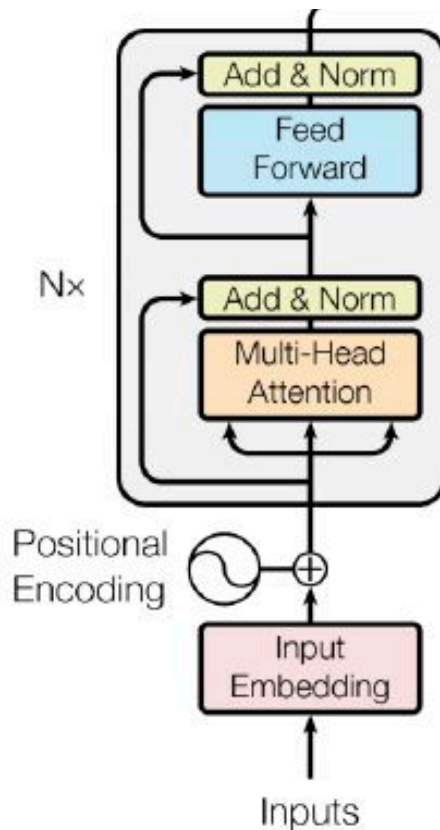 Add & Norm
Feed
Forward
Nx
Add & Norm
Multi-Head
Attention
Positional
Encoding
Input
Embedding
Inputs